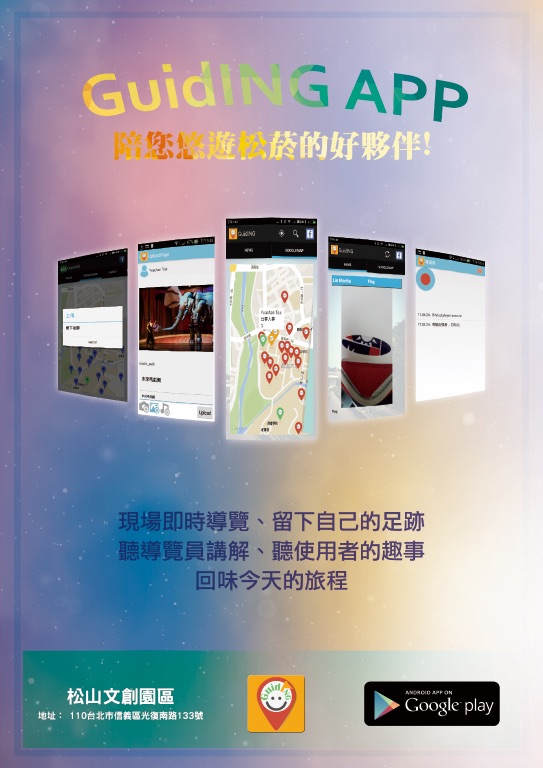 GuidING APP
陪您悠遊松菸的好夥伴!
GuidING
NEWS
GOOGLEMAP
Yuashan Tea
Upload
現場即時導覽、留下自己的足跡
聽導覽員講解、聽使用者的趣事
回味今天的旅程
松山文創園區
地址： 110台北市信義區光復南路133號
GuidING
ANDROID APP ON
Google play